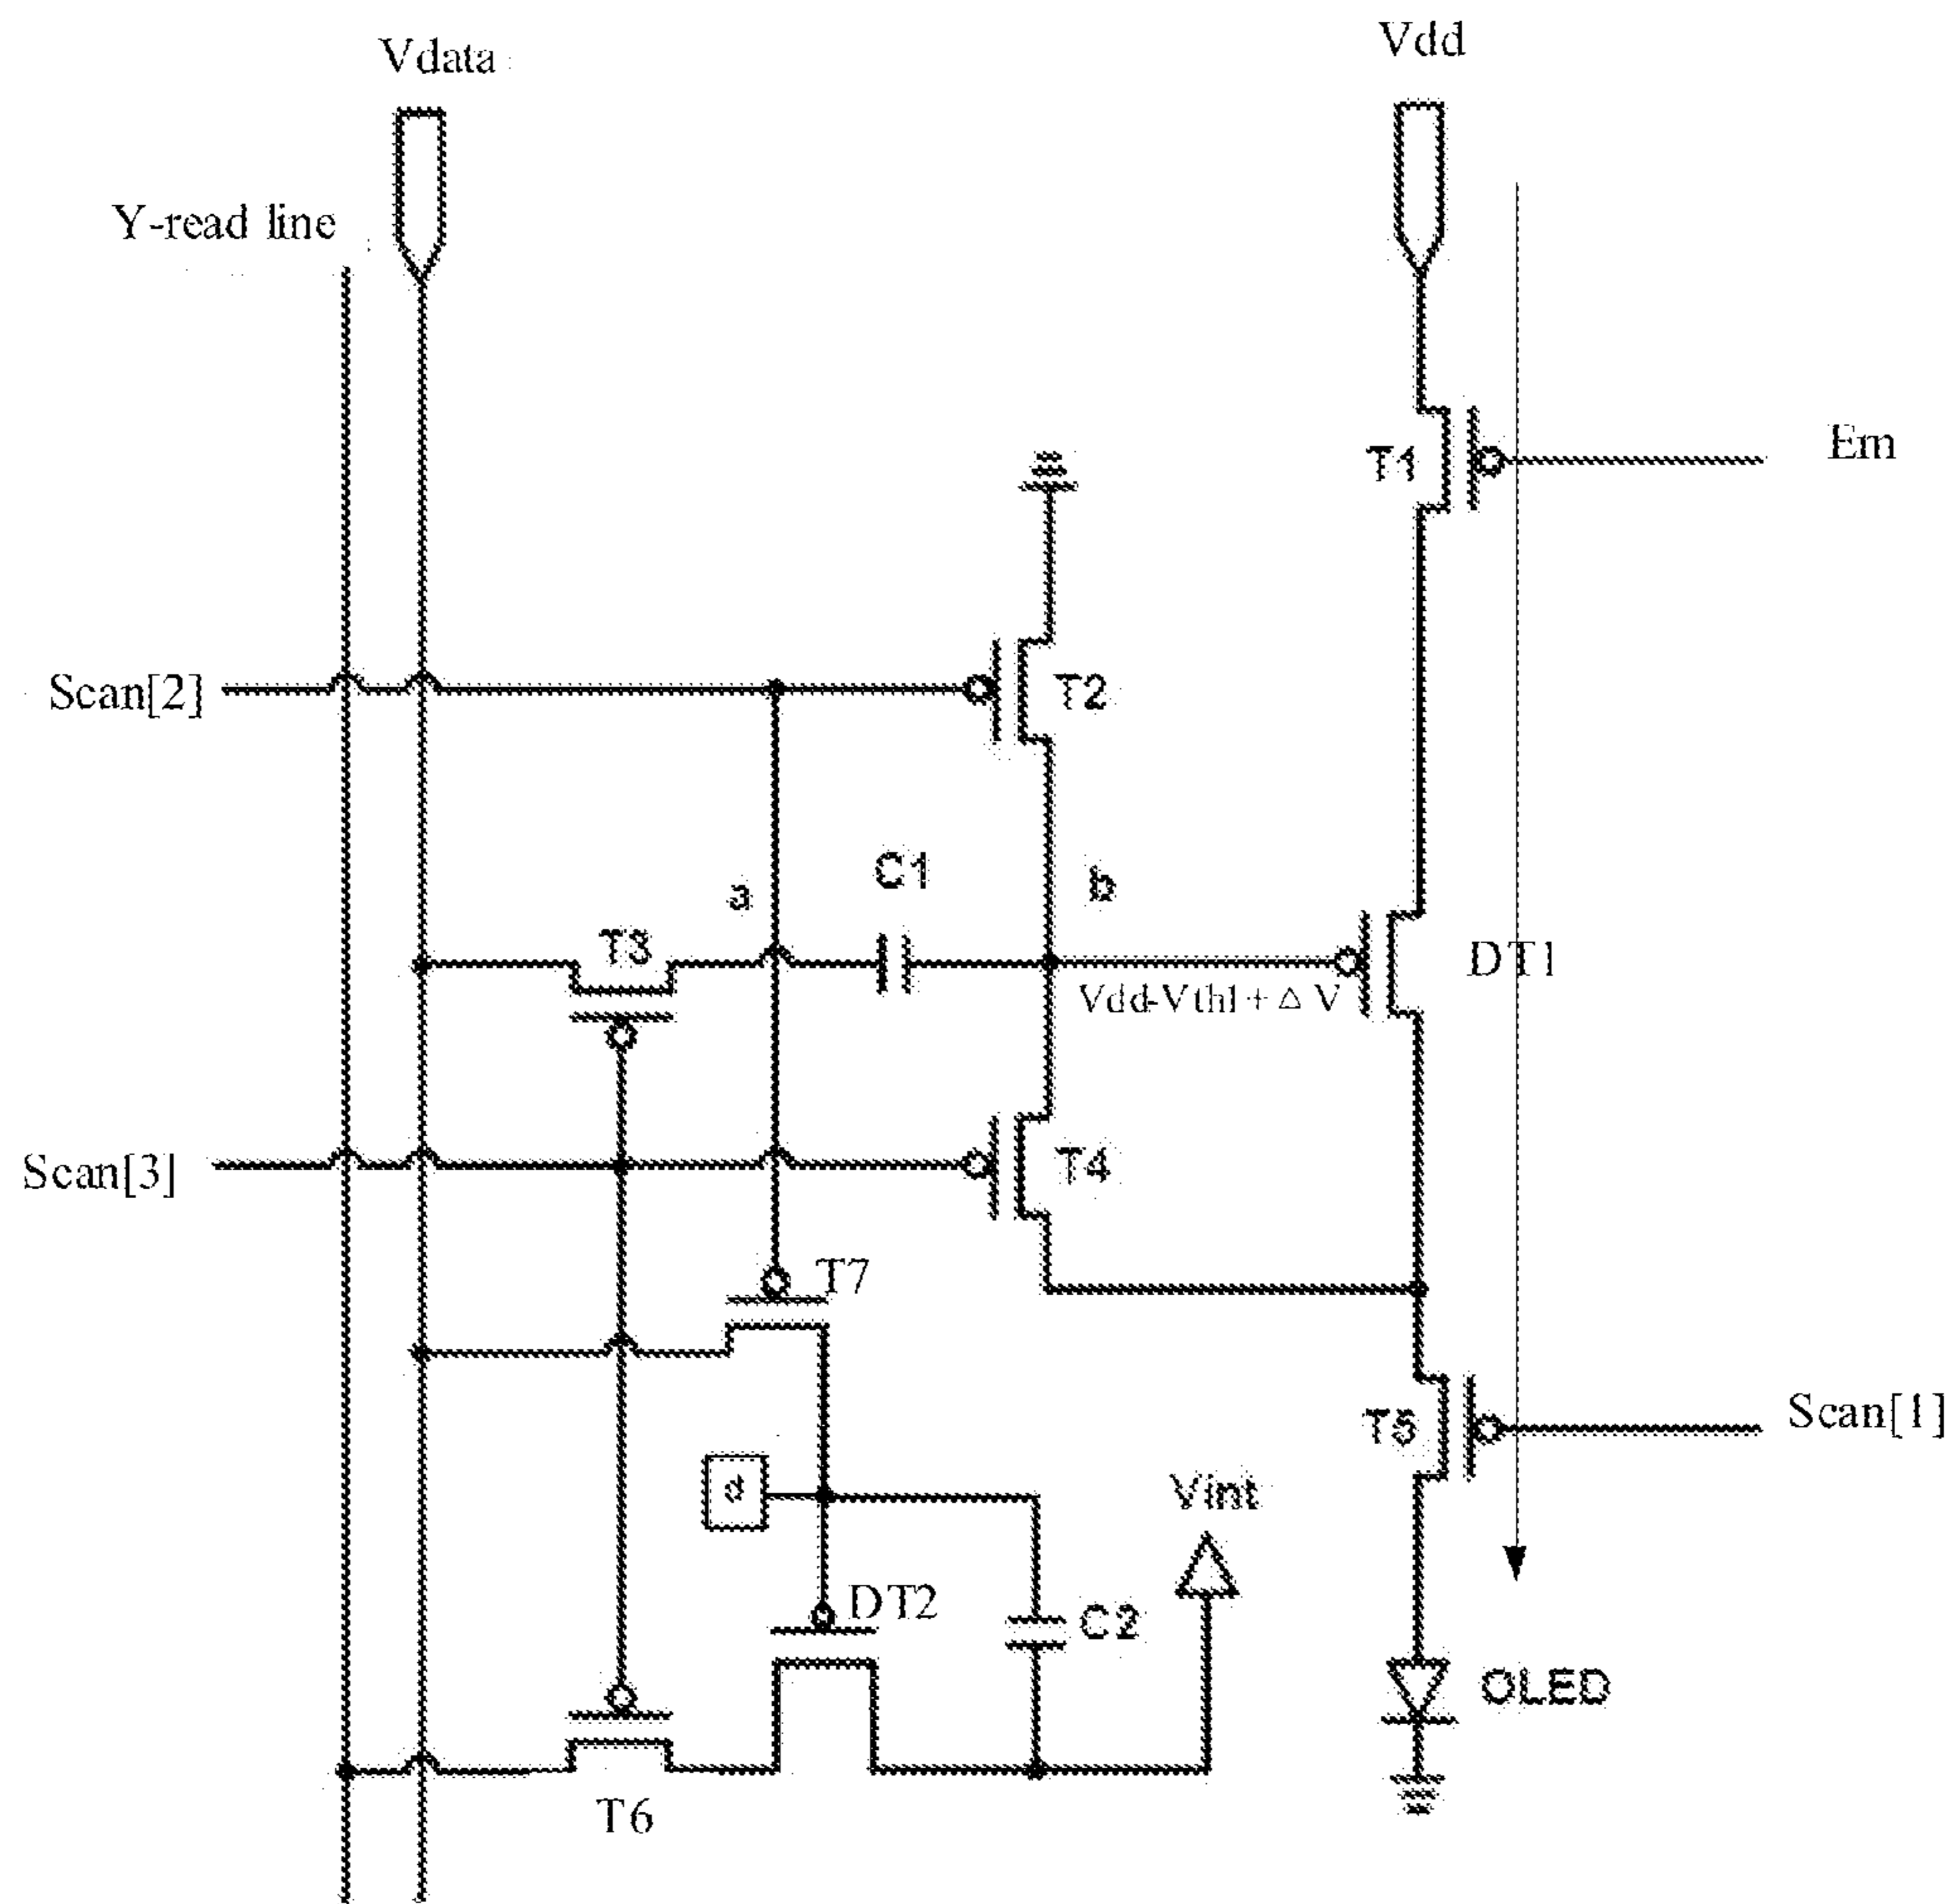 Vdata
Vdd
Y-read line
T1
Em
Scan[2]
T2
a
C1
b
T3
DT1
Vdd-Vth1 + △ V
Scan[3]
T4
T7
T5
Scan[1]
d
Vint
DT2
C2
OLED
T6